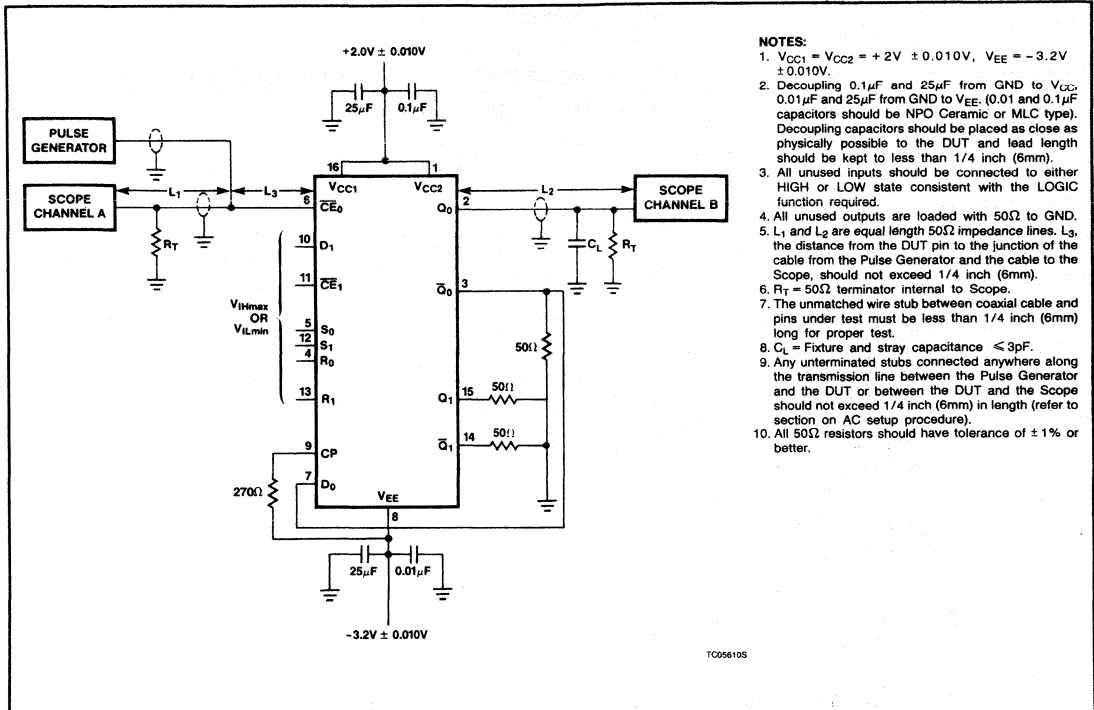 +2.0V ± 0.010V
25μF
0.1μF
PULSE
GENERATOR
SCOPE
CHANNEL A
L1
L3
RT
16
1
VCC1
VCC2
6
CE0
10
D1
11
CE1
VIHmax
OR
VILmin
5
S0
12
S1
4
R0
13
R1
9
CP
7
D0
270Ω
VEE
8
L2
SCOPE
CHANNEL B
Q0
2
CL
RT
Q0
3
50Ω
Q1
15
50Ω
Q1
14
50Ω
25μF
0.01μF
-3.2V ± 0.010V
NOTES:
1. VCC1 = VCC2 = +2V ±0.010V, VEE = -3.2V
±0.010V.
2. Decoupling 0.1μF and 25μF from GND to VCC,
0.01μF and 25μF from GND to VEE. (0.01 and 0.1μF
capacitors should be NPO Ceramic or MLC type).
Decoupling capacitors should be placed as close as
physically possible to the DUT and lead length
should be kept to less than 1/4 inch (6mm).
3. All unused inputs should be connected to either
HIGH or LOW state consistent with the LOGIC
function required.
4. All unused outputs are loaded with 50Ω to GND.
5. L1 and L2 are equal length 50Ω impedance lines. L3,
the distance from the DUT pin to the junction of the
cable from the Pulse Generator and the cable to the
Scope, should not exceed 1/4 inch (6mm).
6. RT = 50Ω terminator internal to Scope.
7. The unmatched wire stub between coaxial cable and
pins under test must be less than 1/4 inch (6mm)
long for proper test.
8. CL = Fixture and stray capacitance ≤ 3pF.
9. Any unterminated stubs connected anywhere along
the transmission line between the Pulse Generator
and the DUT or between the DUT and the Scope
should not exceed 1/4 inch (6mm) in length (refer to
section on AC setup procedure).
10. All 50Ω resistors should have tolerance of ±1% or
better.
TC05610S